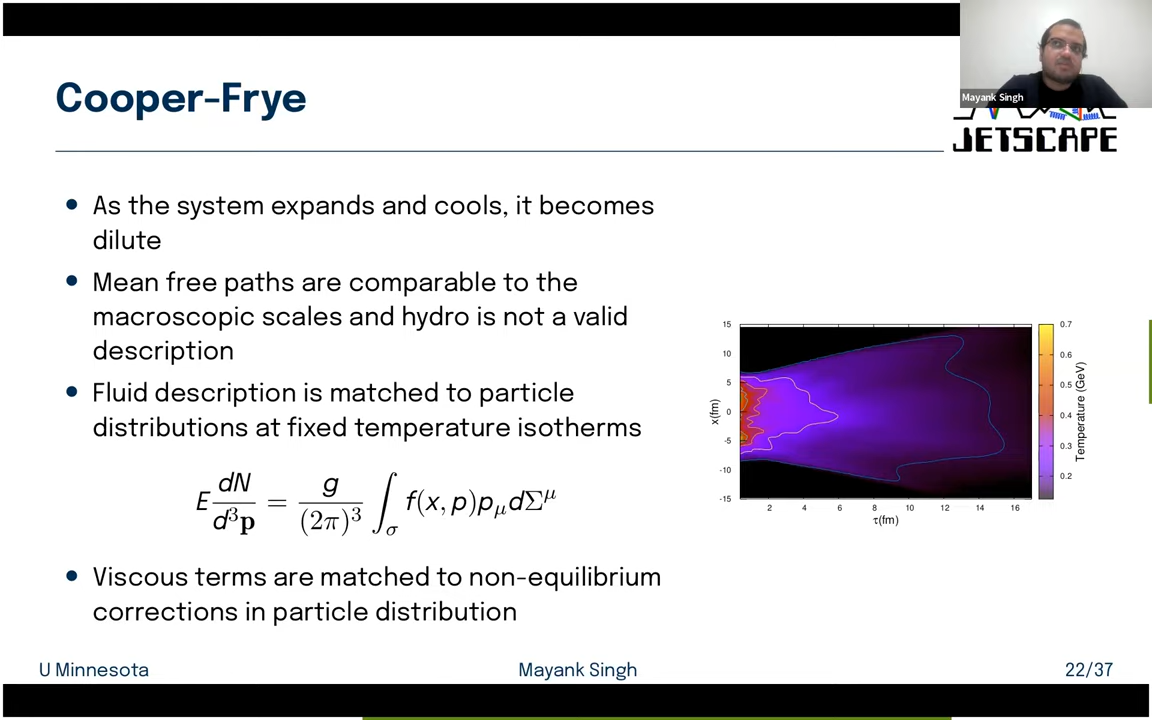 Cooper-Frye
Mayank Singh
JETSCAPE
• As the system expands and cools, it becomes
dilute
• Mean free paths are comparable to the
macroscopic scales and hydro is not a valid
description
• Fluid description is matched to particle
distributions at fixed temperature isotherms
E dN/d³p = g/(2π)³ ∫σ f(x, p)pμdΣ^μ
• Viscous terms are matched to non-equilibrium
corrections in particle distribution
15
10
5
0
-5
-10
-15
x(fm)
2 4 6 8 10 12 14 16
τ(fm)
0.7
0.6
0.5
0.4
0.3
0.2
Temperature (GeV)
U Minnesota Mayank Singh 22/37